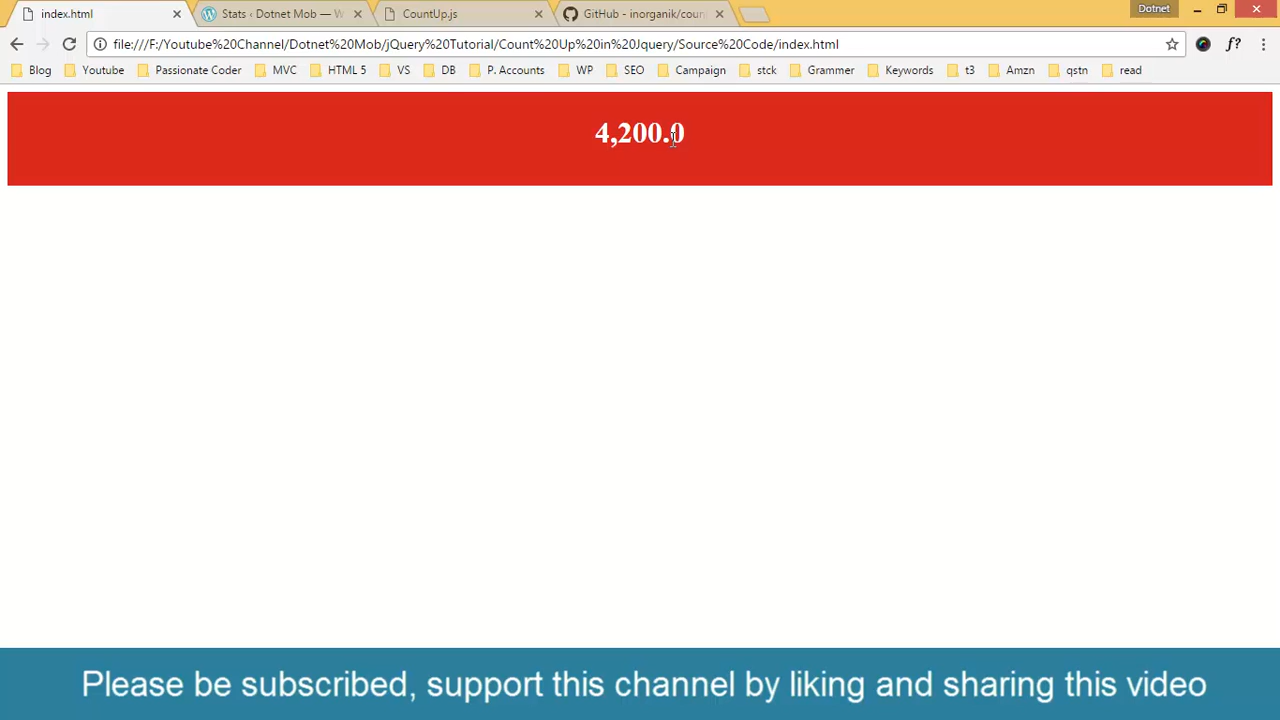 index.html
Stats ‹ Dotnet Mob — W
CountUp.js
GitHub - inorganik/coun
Dotnet
file:///F:/Youtube%20Channel/Dotnet%20Mob/jQuery%20Tutorial/Count%20Up%20in%20Jquery/Source%20Code/index.html
f?
Blog Youtube Passionate Coder MVC HTML 5 VS DB P. Accounts WP SEO Campaign stck Grammer Keywords t3 Amzn qstn read
4,200.0
Please be subscribed, support this channel by liking and sharing this video